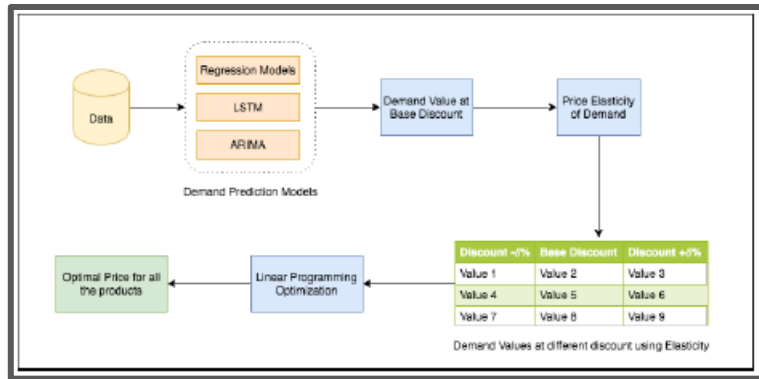 Data
Regression Models
LSTM
ARIMA
Demand Prediction Models
Demand Value at
Base Discount
Price Elasticity
of Demand
Discount -δ% Base Discount Discount +δ%
Value 1 Value 2 Value 3
Value 4 Value 5 Value 6
Value 7 Value 8 Value 9
Demand Values at different discount using Elasticity
Linear Programming
Optimization
Optimal Price for all
the products